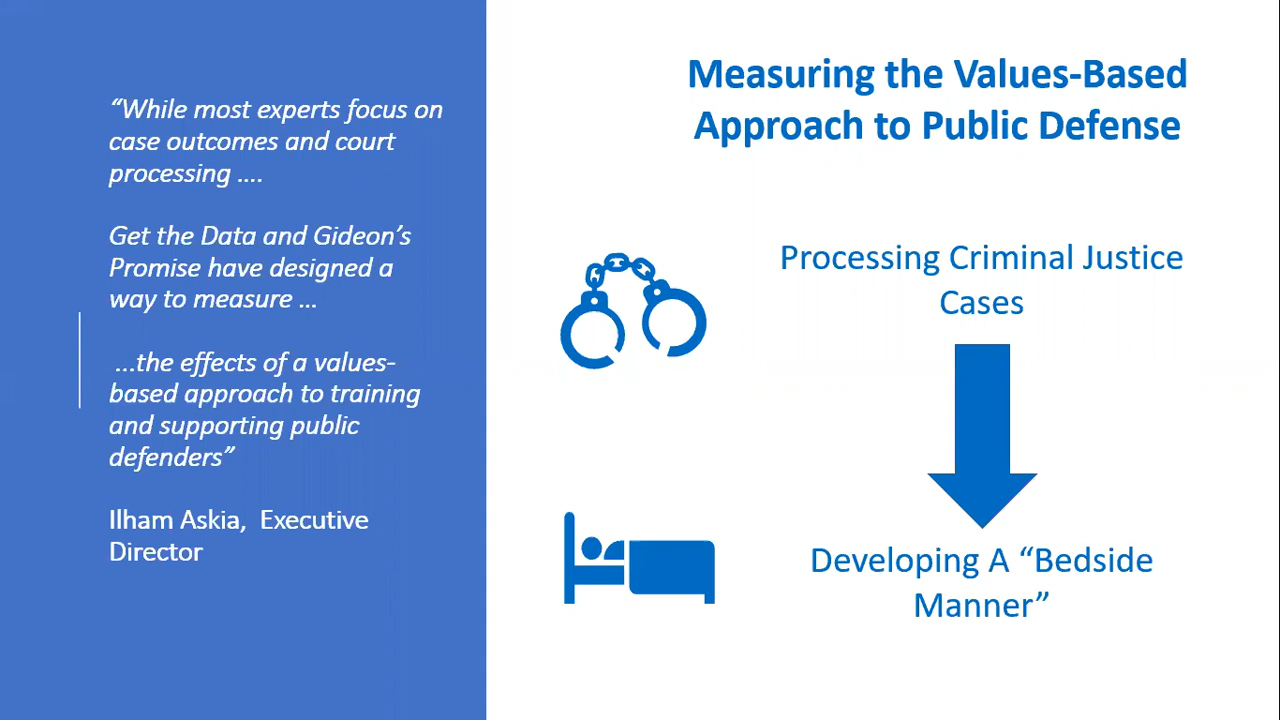 “While most experts focus on
case outcomes and court
processing ….
Get the Data and Gideon’s
Promise have designed a
way to measure …
…the effects of a values-
based approach to training
and supporting public
defenders”
Ilham Askia,  Executive
Director
Measuring the Values-Based
Approach to Public Defense
Processing Criminal Justice
Cases
Developing A “Bedside
Manner”